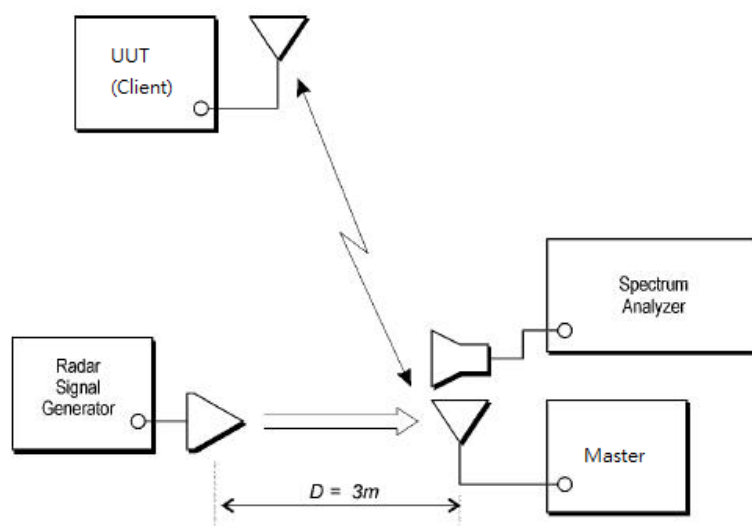 UUT
(Client)
Spectrum
Analyzer
Radar
Signal
Generator
Master
D = 3m